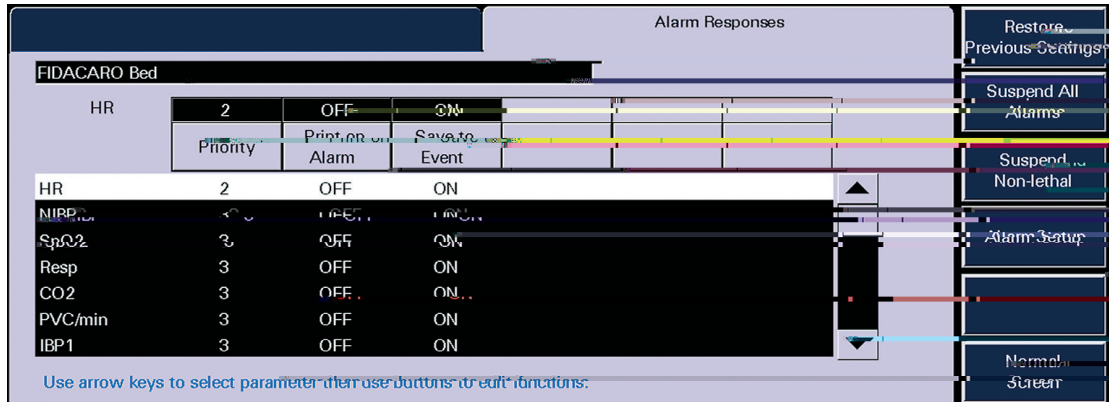 Alarm Responses
FIDACARO Bed
HR 2 OFF ON
Priority Print on Alarm Save to Event
HR 2 OFF ON
NIBP 3 OFF ON
SpO2 3 OFF ON
Resp 3 OFF ON
CO2 3 OFF ON
PVC/min 3 OFF ON
IBP1 3 OFF ON
Use arrow keys to select parameter then use buttons to edit functions.
Restore
Previous Settings
Suspend All
Alarms
Suspend
Non-lethal
Alarm Setup
Normal
Screen